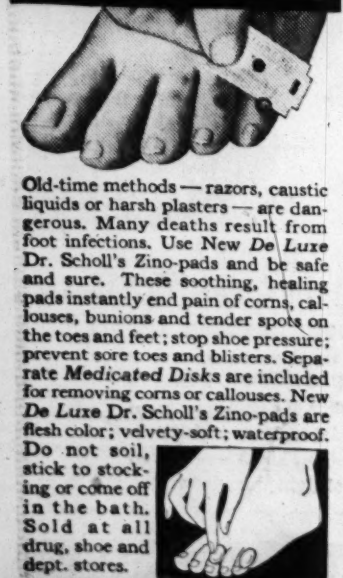 Old-time methods — razors, caustic
liquids or harsh plasters — are dan-
gerous. Many deaths result from
foot infections. Use New De Luxe
Dr. Scholl's Zino-pads and be safe
and sure. These soothing, healing
pads instantly end pain of corns, cal-
louses, bunions and tender spots on
the toes and feet; stop shoe pressure;
prevent sore toes and blisters. Sepa-
rate Medicated Disks are included
for removing corns or callouses. New
De Luxe Dr. Scholl's Zino-pads are
flesh color; velvety-soft; waterproof.
Do not soil,
stick to stock-
ing or come off
in the bath.
Sold at all
drug, shoe and
dept. stores.